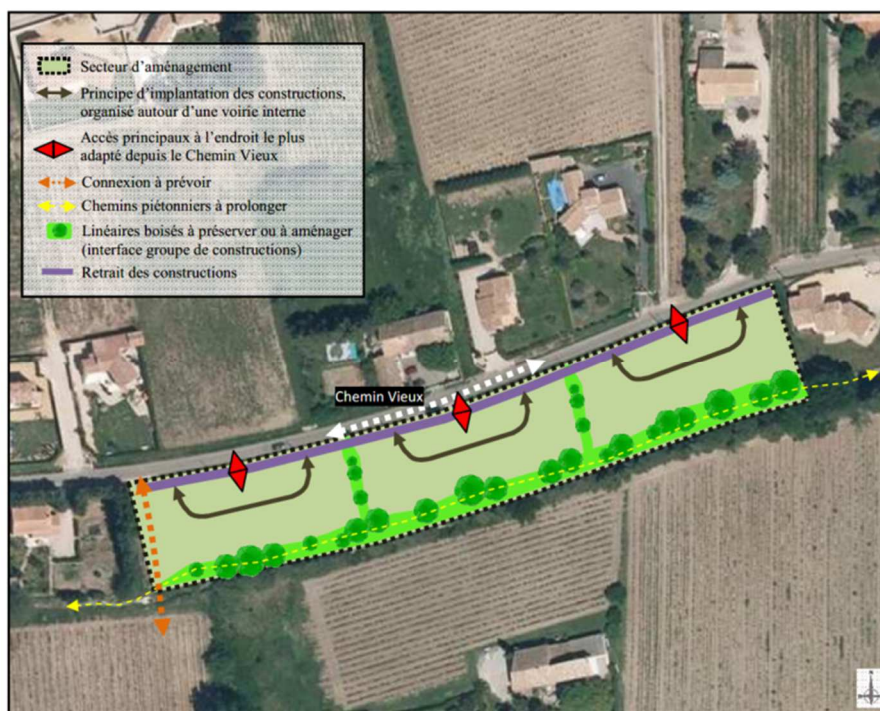 Secteur d’aménagement
Principe d’implantation des constructions,
organisé autour d’une voirie interne
Accès principaux à l’endroit le plus
adapté depuis le Chemin Vieux
Connexion à prévoir
Chemins piétonniers à prolonger
Linéaires boisés à préserver ou à aménager
(interface groupe de constructions)
Retrait des constructions
Chemin Vieux